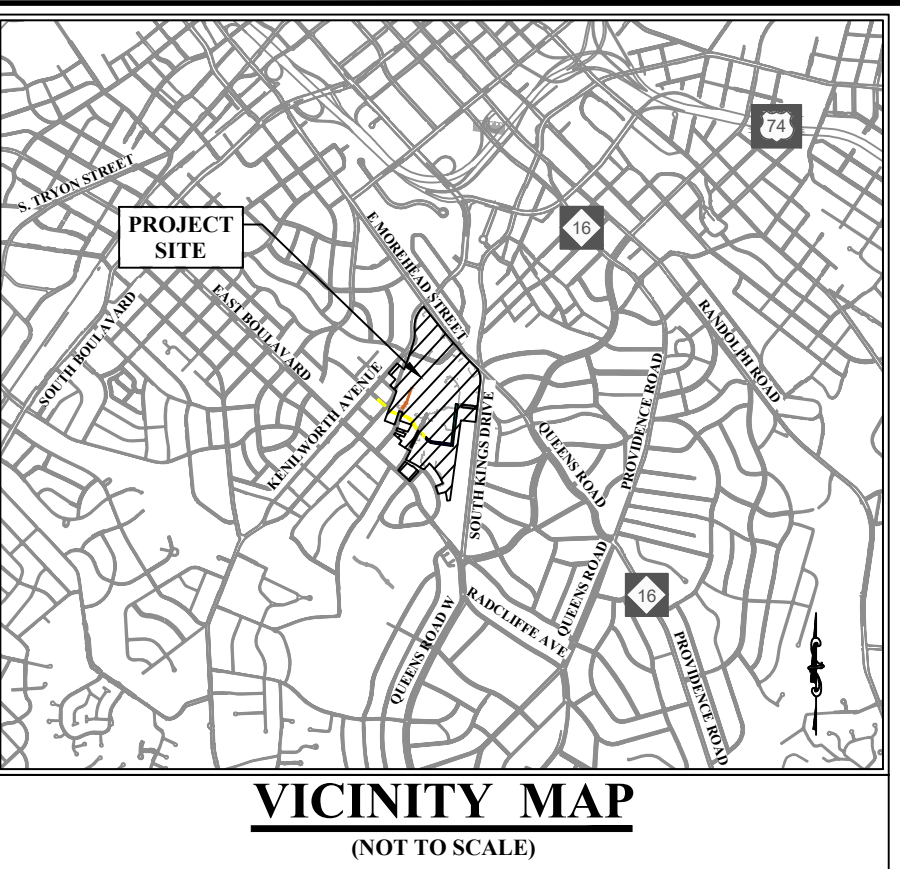 74
S. TRYON STREET
PROJECT
SITE
16
E MOREHEAD STREET
EAST BOULAVARD
SOUTH BOULAVARD
RANDOLPH ROAD
PROVIDENCE ROAD
KENILWORTH AVENUE
SOUTH KINGS DRIVE
QUEENS ROAD
QUEENS ROAD
16
RADCLIFFE AVE
QUEENS ROAD W
PROVIDENCE ROAD
VICINITY MAP
(NOT TO SCALE)